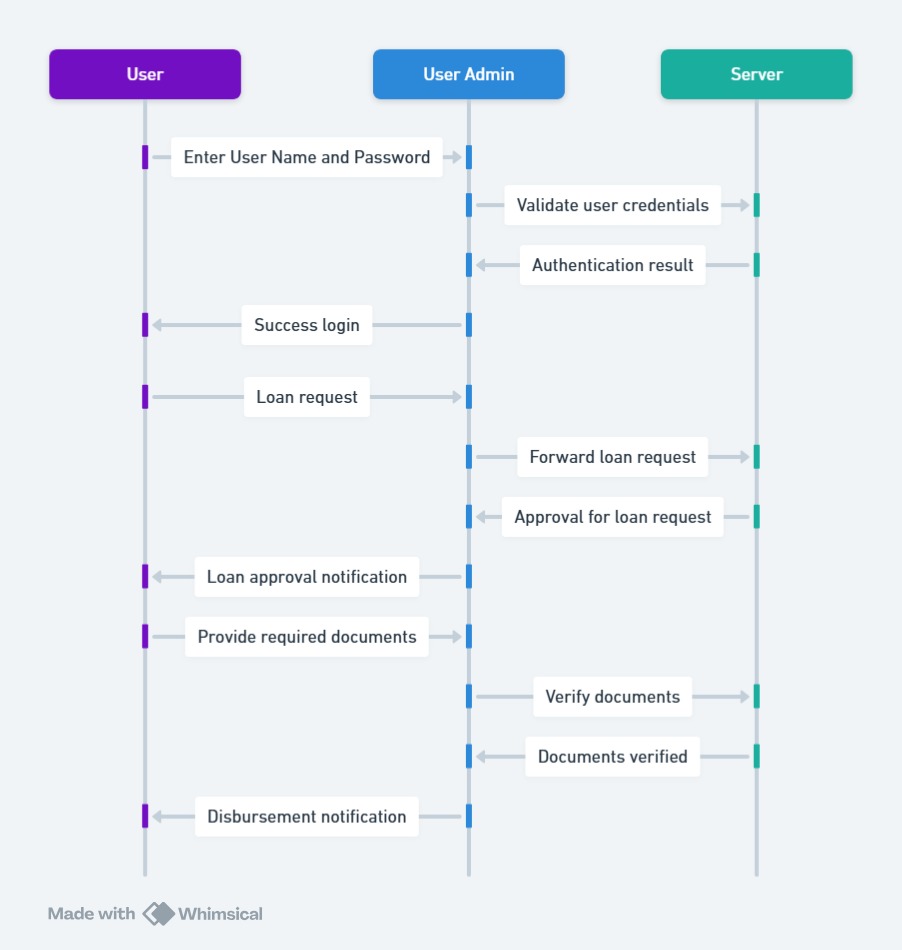 User
User Admin
Server
Enter User Name and Password
Validate user credentials
Authentication result
Success login
Loan request
Forward loan request
Approval for loan request
Loan approval notification
Provide required documents
Verify documents
Documents verified
Disbursement notification
Made with Whimsical